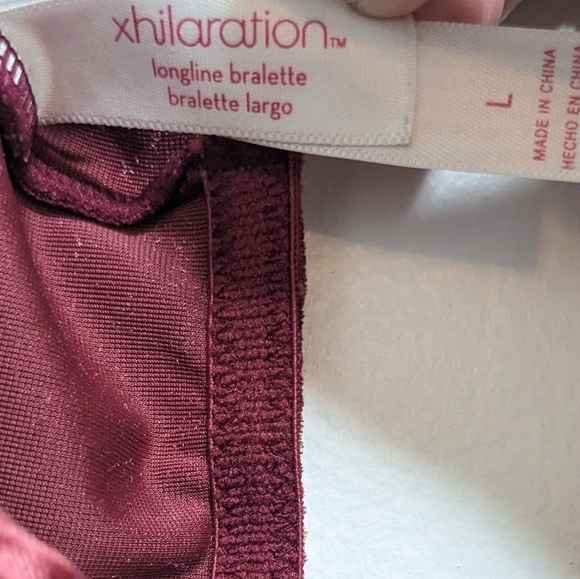 xhilaration™
longline bralette
bralette largo
L
MADE IN CHINA
HECHO EN CHINA